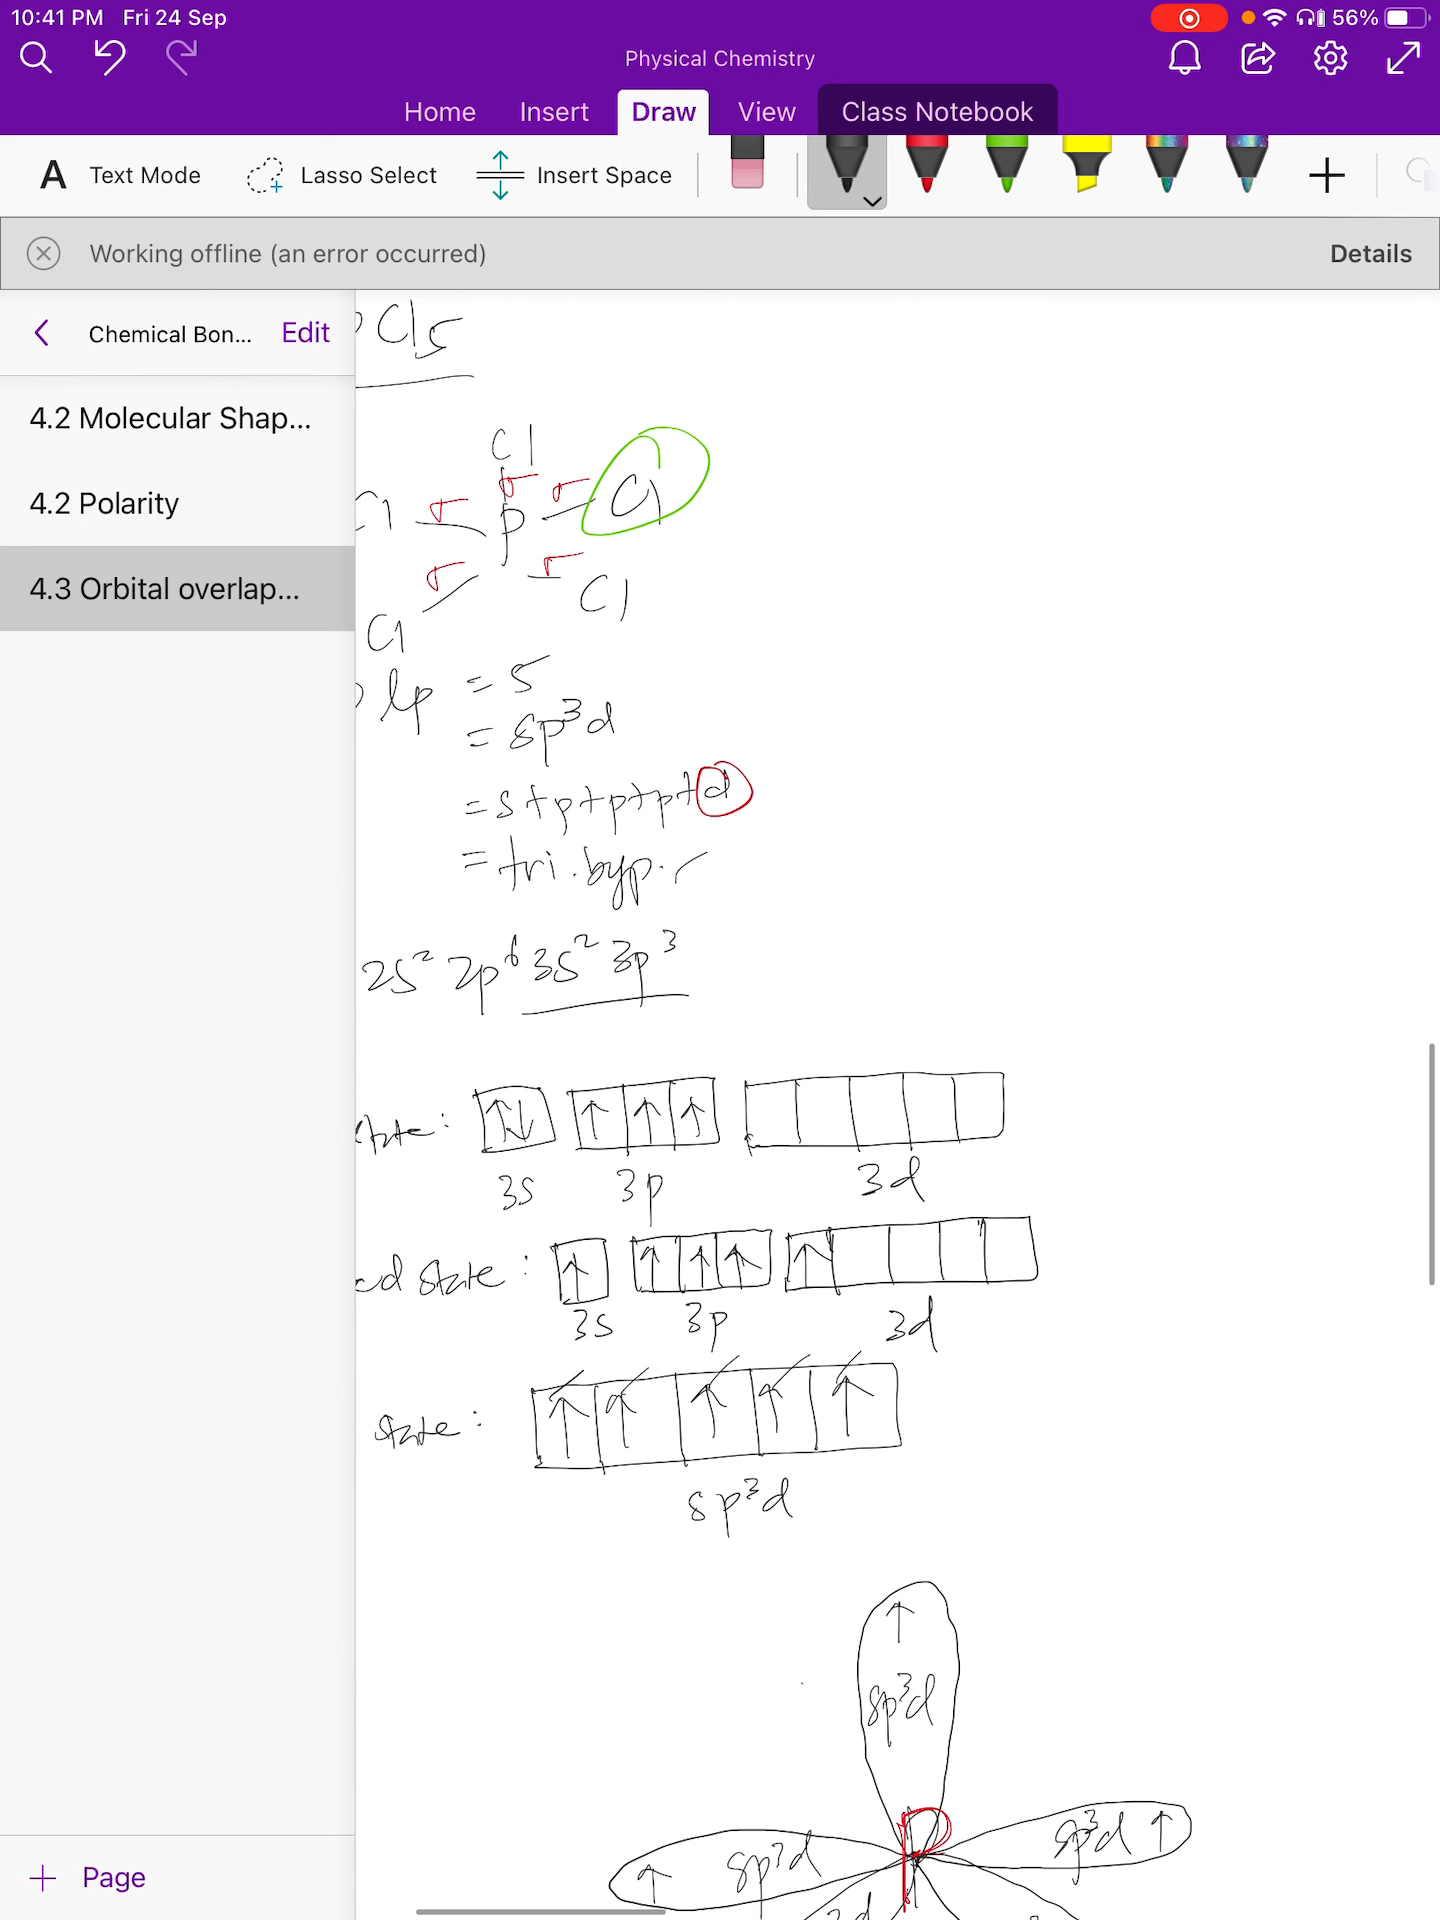 10:41 PM Fri 24 Sep
56%
Physical Chemistry
Home Insert Draw View Class Notebook
A Text Mode Lasso Select Insert Space
Working offline (an error occurred) Details
Chemical Bon... Edit
4.2 Molecular Shap...
4.2 Polarity
4.3 Orbital overlap...
+ Page
Cl₅
Cl
σ σ σ
Cl P Cl
σ σ
Cl Cl
lp = 5
= sp³d
= s+p+p+p+d
= tri. byp.
2s² 2p⁶ 3s² 3p³
state: ↑↓ ↑ ↑ ↑
3s 3p 3d
ed state: ↑ ↑ ↑ ↑ ↑
3s 3p 3d
state: ↑ ↑ ↑ ↑ ↑
sp³d
↑
sp³d
P
↑ sp³d sp³d ↑